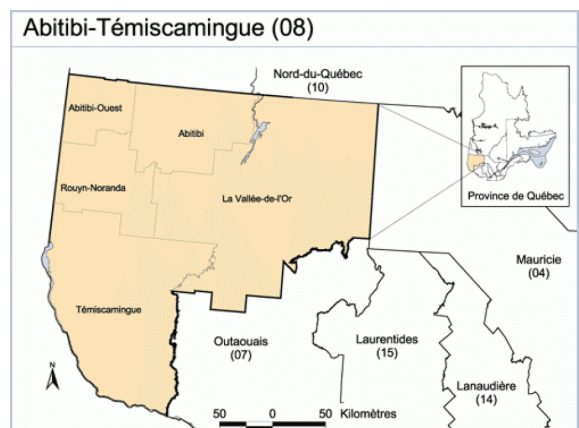 Abitibi-Témiscamingue (08)
Nord-du-Québec
(10)
Abitibi-Ouest
Abitibi
Rouyn-Noranda
La Vallée-de-l'Or
Province de Québec
Mauricie
(04)
Témiscamingue
Outaouais
(07)
Laurentides
(15)
Lanaudière
(14)
N
50 0 50 Kilomètres